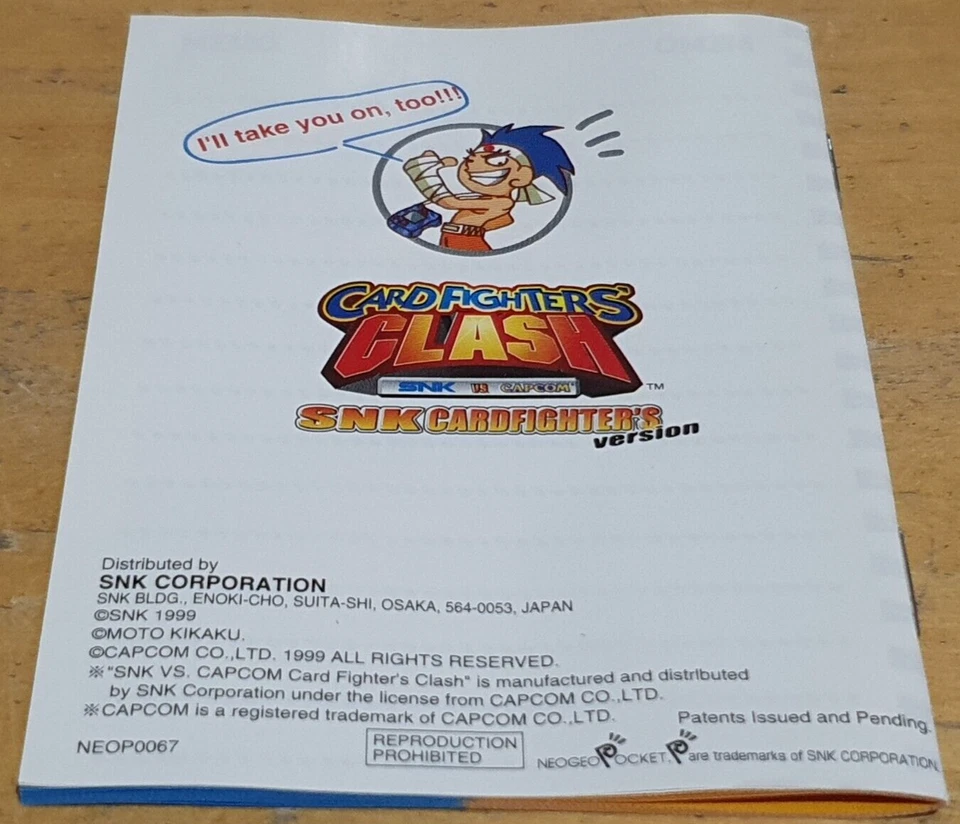 I'll take you on, too!!!
CARD FIGHTERS'
CLASH
SNK VS CAPCOM
TM
SNK CARDFIGHTER'S
version
Distributed by
SNK CORPORATION
SNK BLDG., ENOKI-CHO, SUITA-SHI, OSAKA, 564-0053, JAPAN
©SNK 1999
©MOTO KIKAKU.
©CAPCOM CO.,LTD. 1999 ALL RIGHTS RESERVED.
※"SNK VS. CAPCOM Card Fighter's Clash" is manufactured and distributed
by SNK Corporation under the license from CAPCOM CO.,LTD.
※CAPCOM is a registered trademark of CAPCOM CO.,LTD.
Patents Issued and Pending.
NEOP0067
REPRODUCTION
PROHIBITED
NEOGEO POCKET, P are trademarks of SNK CORPORATION.